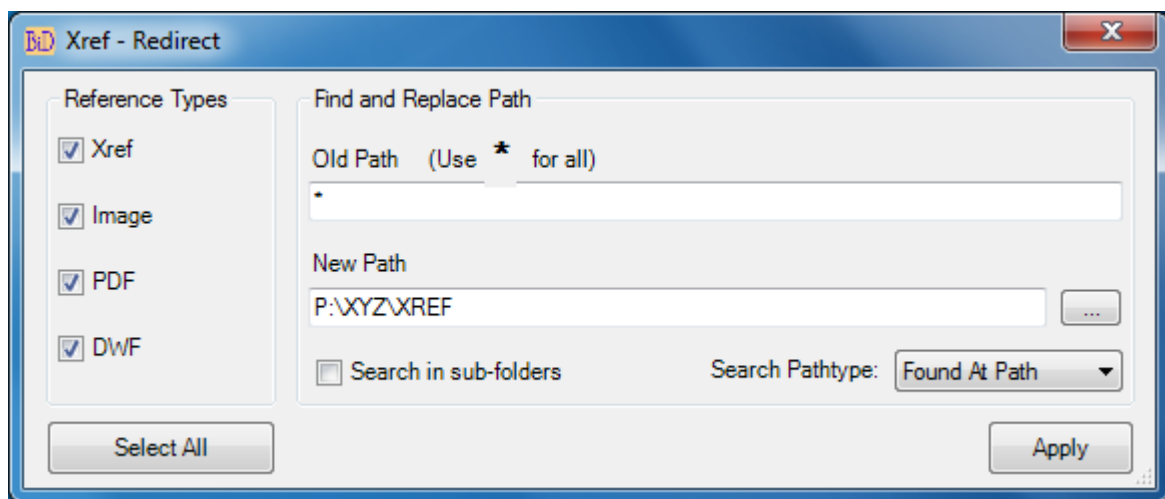 BiD Xref - Redirect
Reference Types
Xref
Image
PDF
DWF
Select All
Find and Replace Path
Old Path (Use * for all)
*
New Path
P:\XYZ\XREF
...
Search in sub-folders
Search Pathtype: Found At Path
Apply